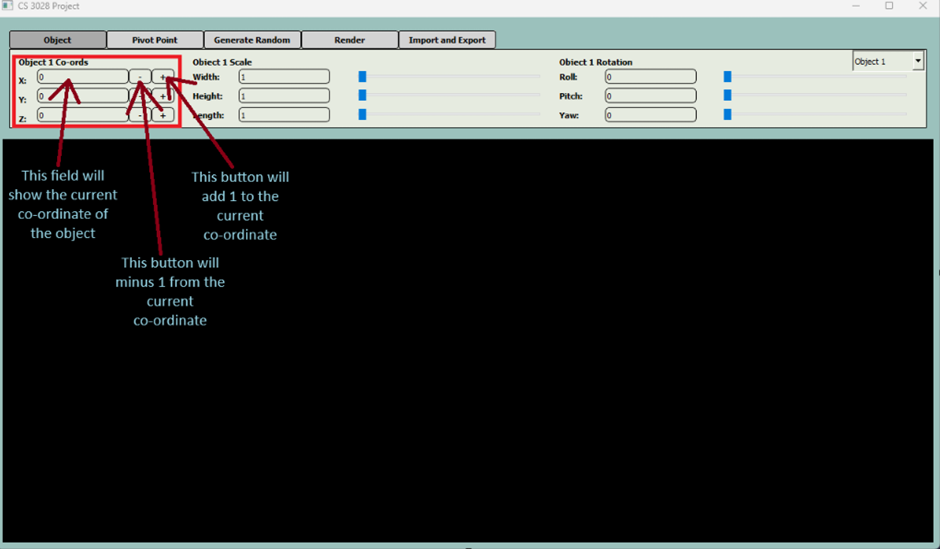 CS 3028 Project
Object Pivot Point Generate Random Render Import and Export
Object 1 Co-ords Object 1 Scale Object 1 Rotation Object 1
X: 0 - + Width: 1 Roll: 0
Y: 0 - + Height: 1 Pitch: 0
Z: 0 - + Length: 1 Yaw: 0
This field will
show the current
co-ordinate of
the object
This button will
add 1 to the
current
co-ordinate
This button will
minus 1 from the
current
co-ordinate